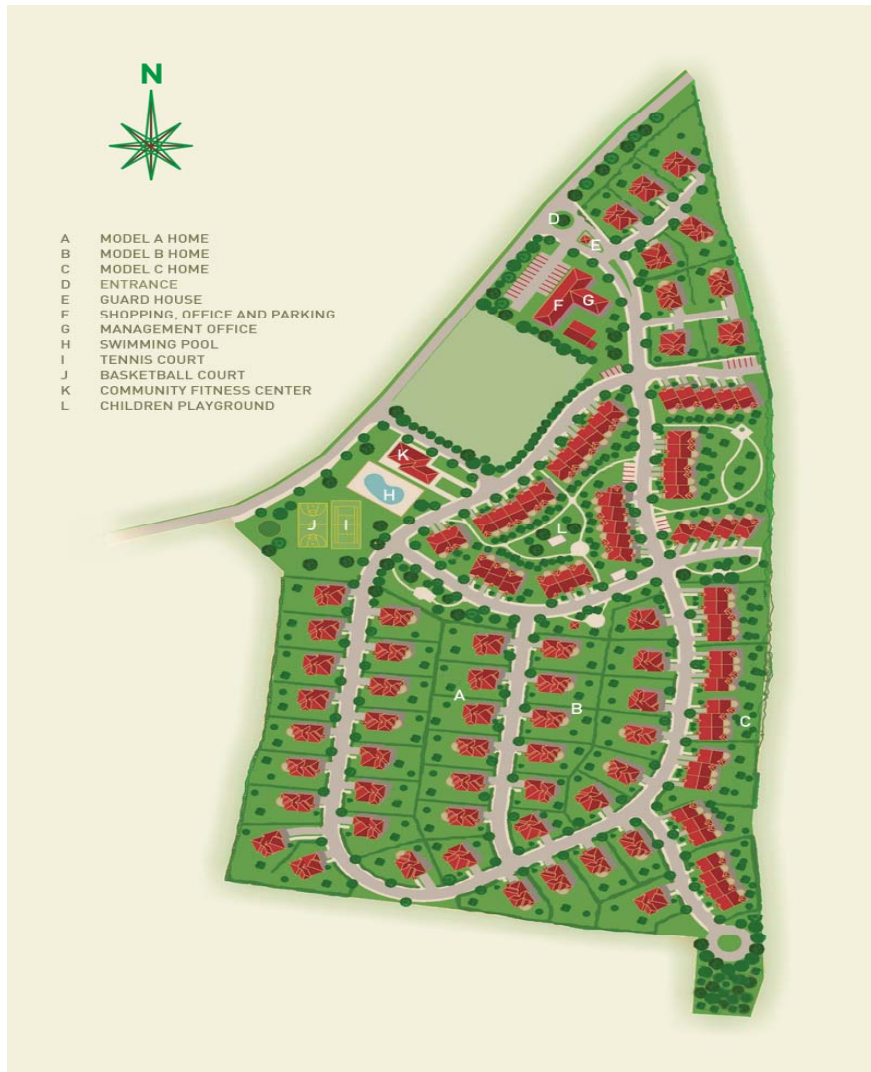 N
A MODEL A HOME
B MODEL B HOME
C MODEL C HOME
D ENTRANCE
E GUARD HOUSE
F SHOPPING, OFFICE AND PARKING
G MANAGEMENT OFFICE
H SWIMMING POOL
I TENNIS COURT
J BASKETBALL COURT
K COMMUNITY FITNESS CENTER
L CHILDREN PLAYGROUND
D
E
F G
K
H
J I
L
A
B
C